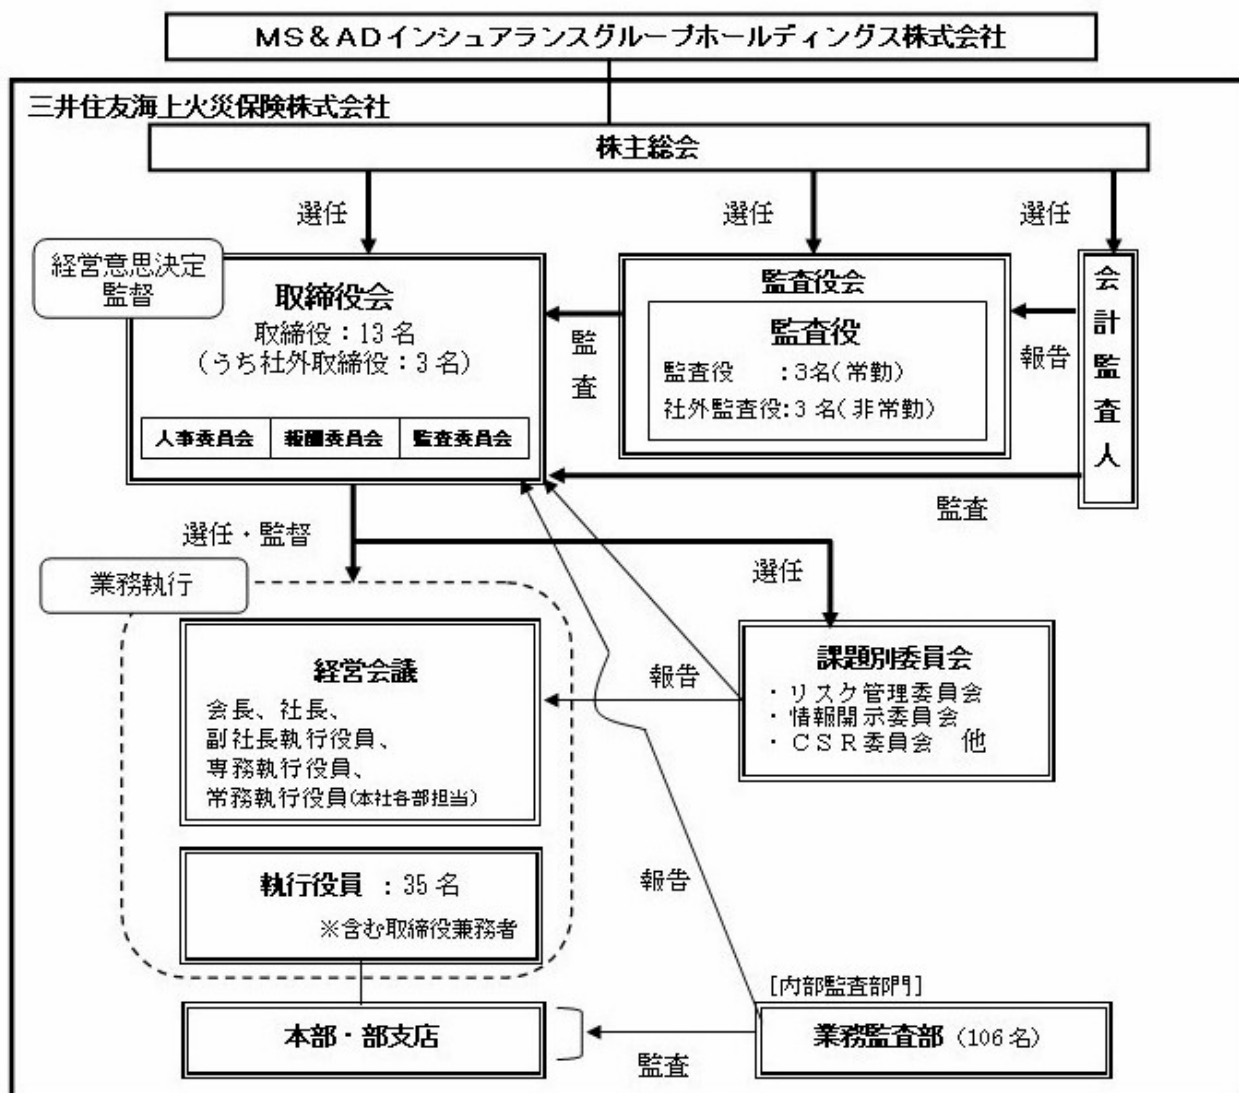 MS&ADインシュアランスグループホールディングス株式会社
三井住友海上火災保険株式会社
株主総会
選任
選任
選任
経営意思決定
監督
取締役会
取締役：13名
(うち社外取締役：3名)
人事委員会
報酬委員会
監査委員会
監査
監査役会
監査役
監査役　：3名(常勤)
社外監査役：3名(非常勤)
報告
会計監査人
監査
選任・監督
選任
業務執行
経営会議
会長、社長、
副社長執行役員、
専務執行役員、
常務執行役員(本社各部担当)
報告
課題別委員会
・リスク管理委員会
・情報開示委員会
・CSR委員会　他
執行役員　：35名
※含む取締役兼務者
報告
本部・部支店
監査
[内部監査部門]
業務監査部（106名）